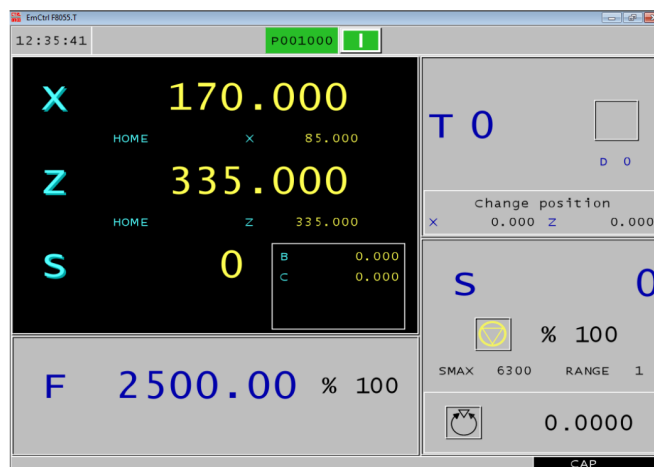 EmCtrl F8055.T
12:35:41 P001000
X 170.000
HOME X 85.000
Z 335.000
HOME Z 335.000
S 0
B 0.000
C 0.000
F 2500.00 % 100
T 0
D 0
Change position
X 0.000 Z 0.000
S 0
% 100
SMAX 6300 RANGE 1
0.0000
CAP